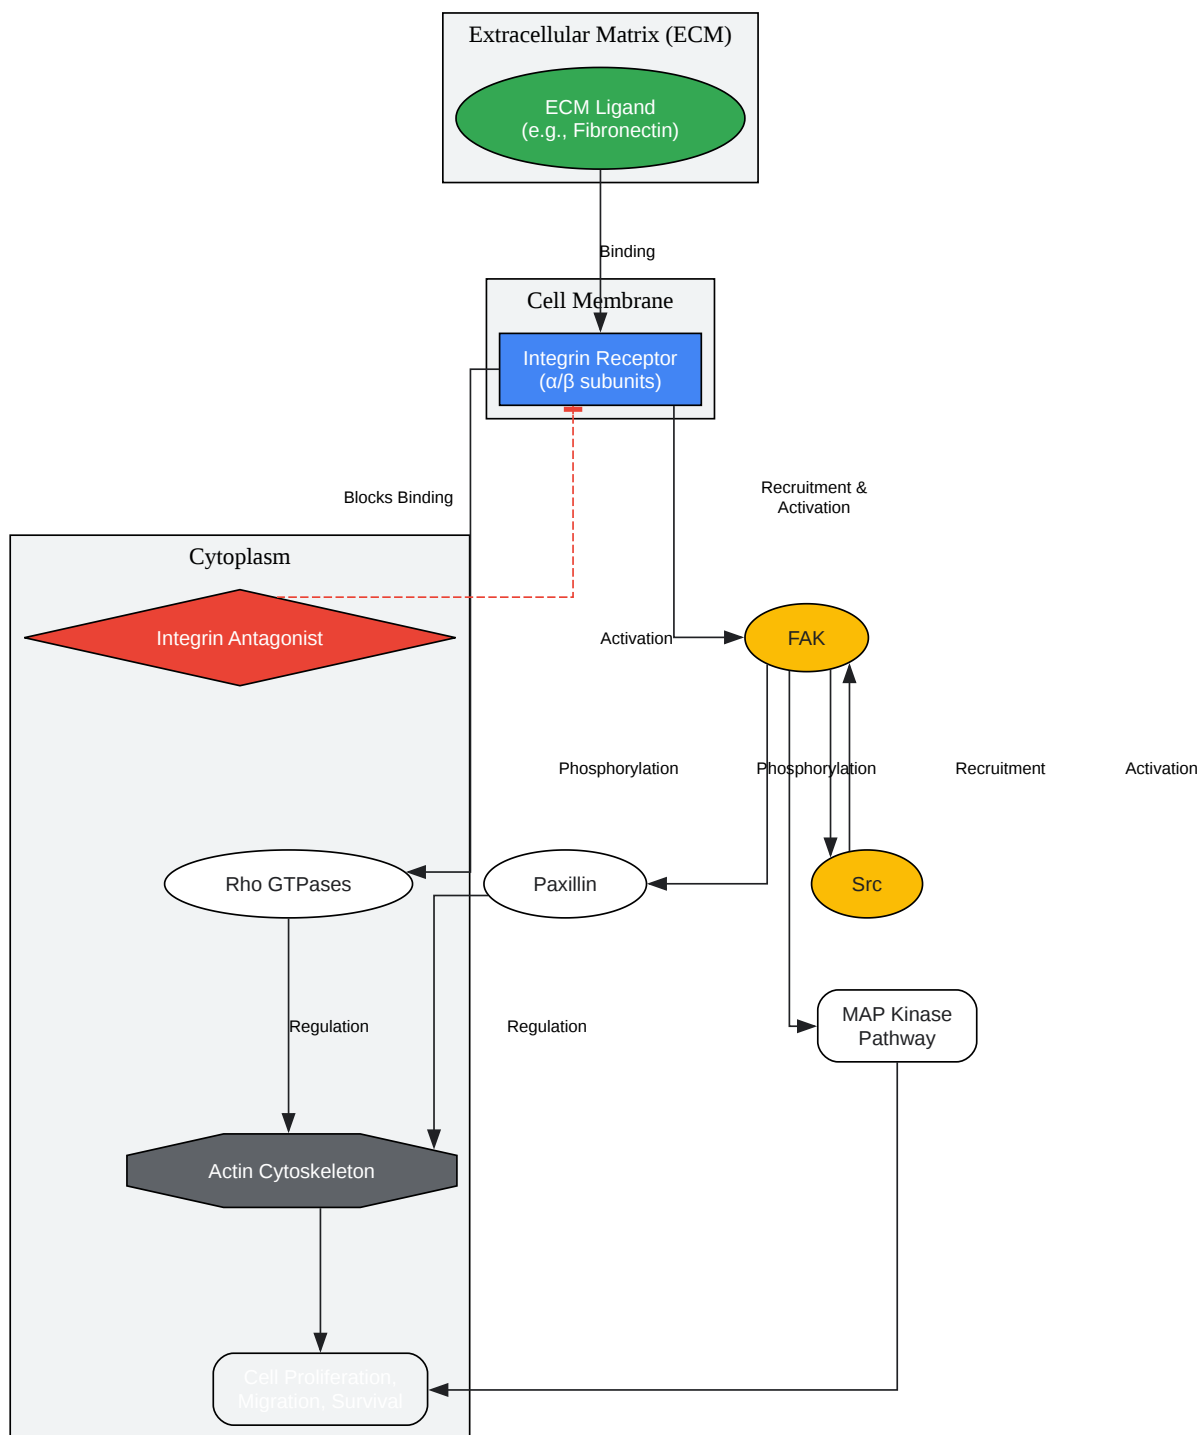 Extracellular Matrix (ECM)
ECM Ligand
(e.g., Fibronectin)
Binding
Cell Membrane
Integrin Receptor
(α/β subunits)
Blocks Binding
Recruitment &
Activation
Cytoplasm
Integrin Antagonist
Activation
FAK
Phosphorylation
Phosphorylation
Recruitment
Activation
Rho GTPases
Paxillin
Src
Regulation
Regulation
MAP Kinase
Pathway
Actin Cytoskeleton
Cell Proliferation,
Migration, Survival